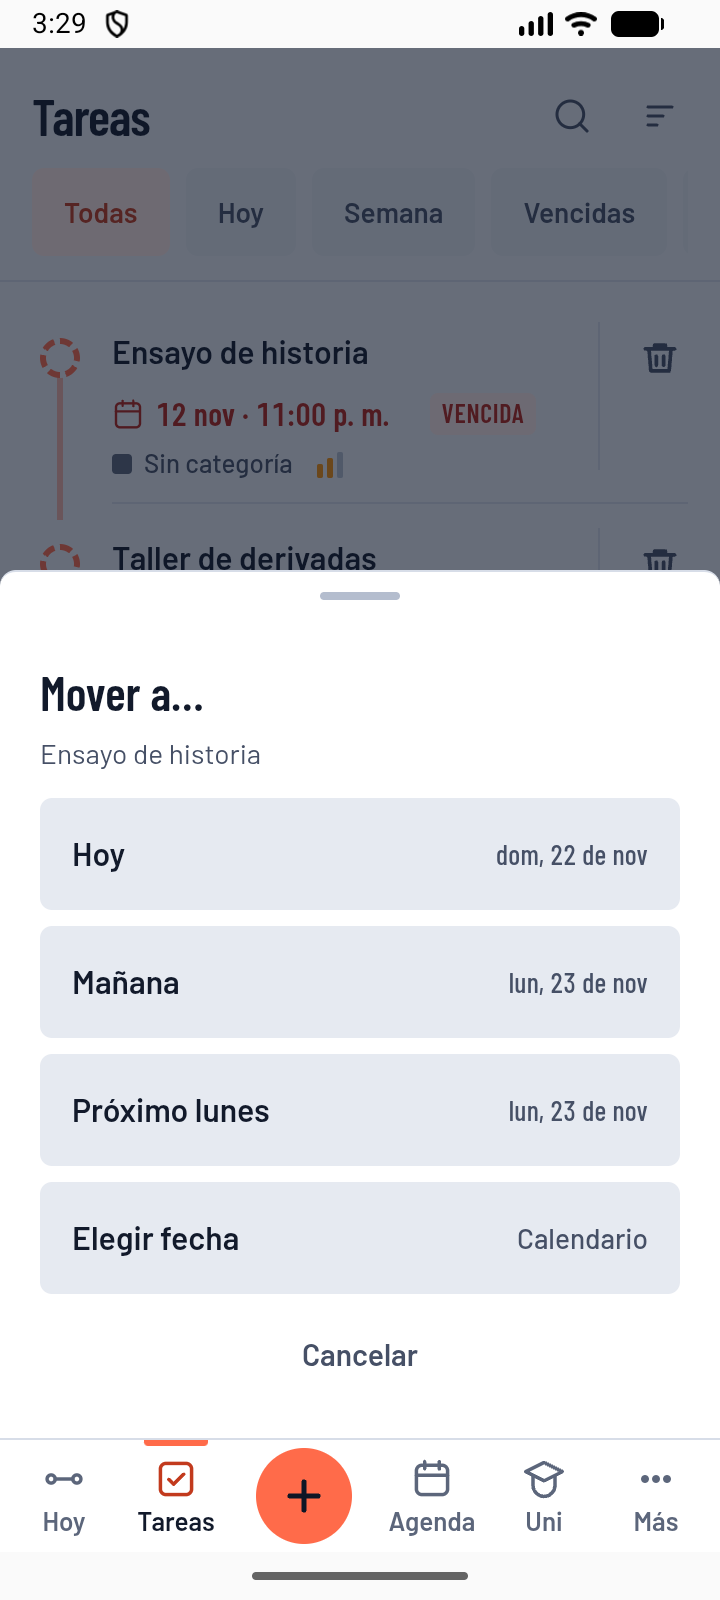 3:29
Tareas
Todas Hoy Semana Vencidas
Ensayo de historia
12 nov · 11:00 p. m. VENCIDA
Sin categoría
Taller de derivadas
Mover a...
Ensayo de historia
Hoy dom, 22 de nov
Mañana lun, 23 de nov
Próximo lunes lun, 23 de nov
Elegir fecha Calendario
Cancelar
Hoy Tareas Agenda Uni Más